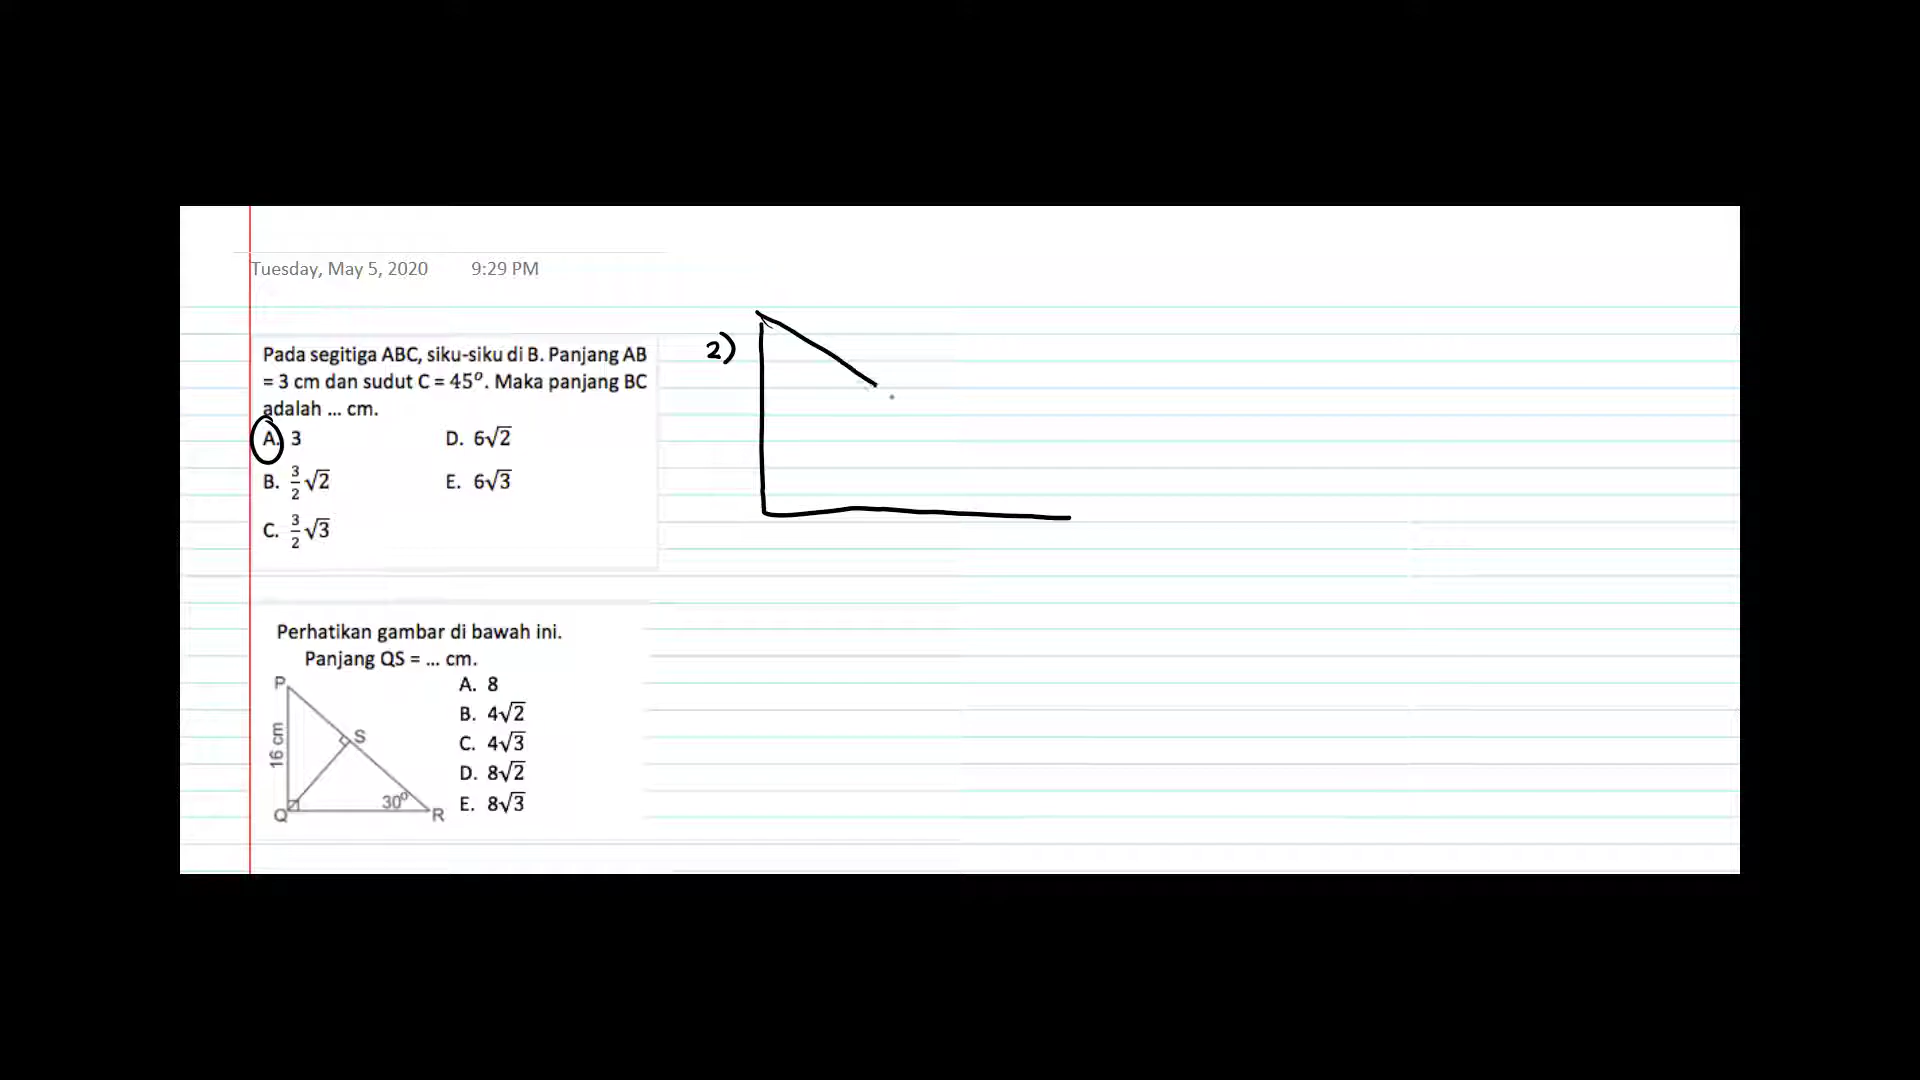 Tuesday, May 5, 2020 9:29 PM
Pada segitiga ABC, siku-siku di B. Panjang AB
= 3 cm dan sudut C = 45°. Maka panjang BC
adalah ... cm.
A. 3 D. 6√2
B. 3/2 √2 E. 6√3
C. 3/2 √3
2)
Perhatikan gambar di bawah ini.
Panjang QS = ... cm.
A. 8
B. 4√2
C. 4√3
D. 8√2
E. 8√3
P
S
16 cm
30°
Q
R